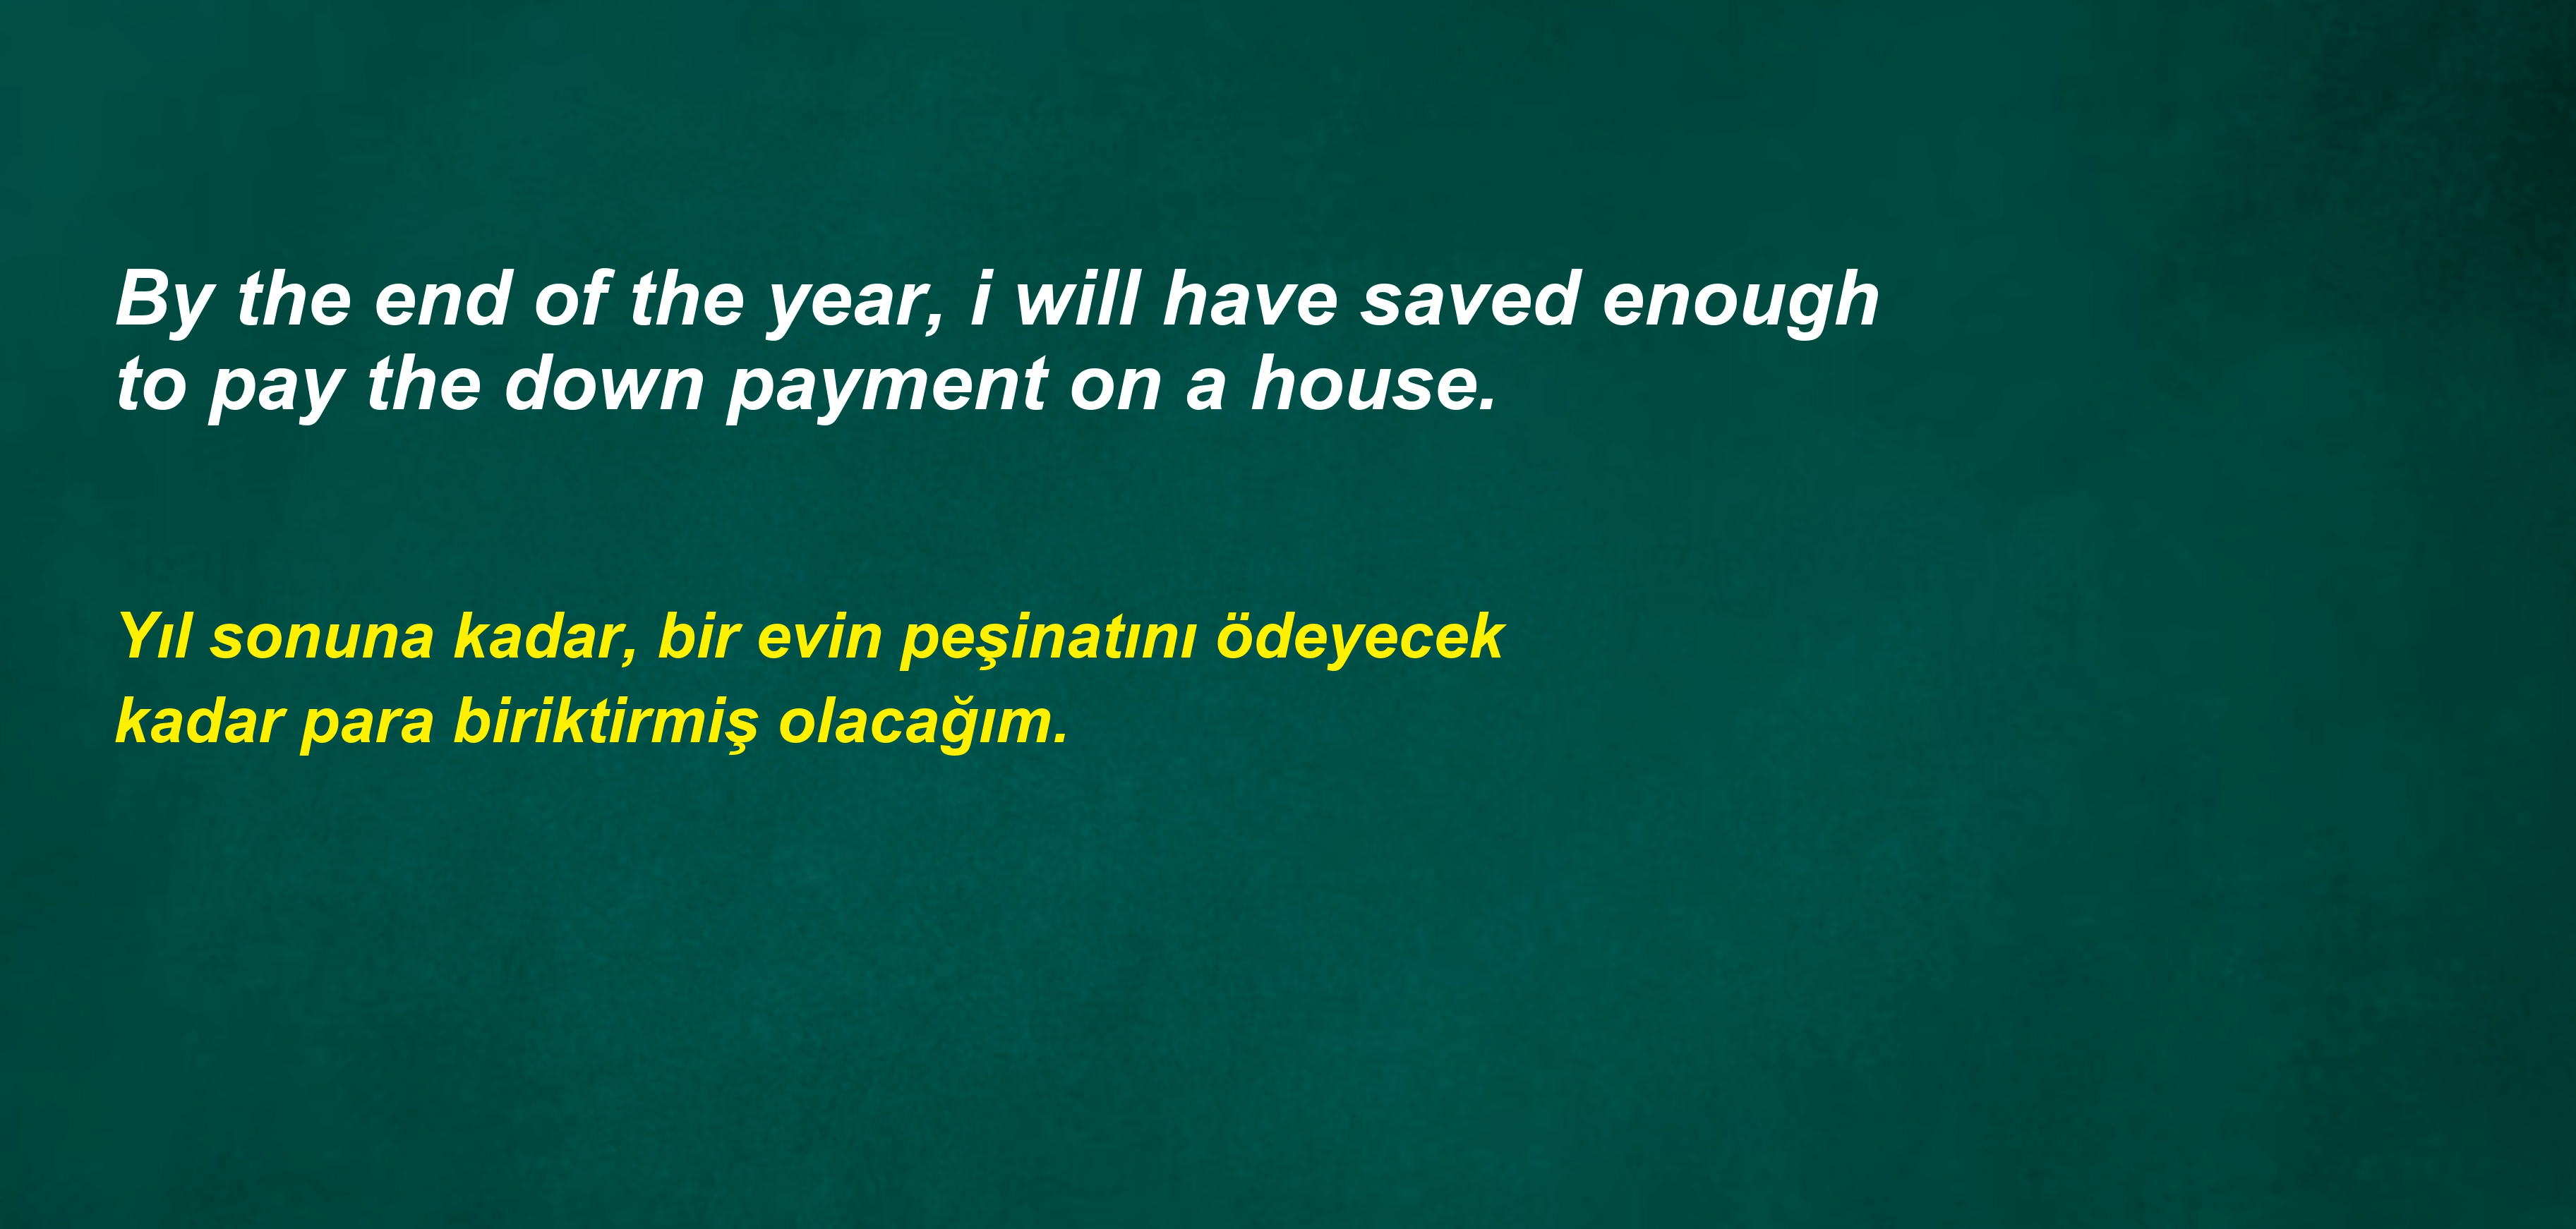 By the end of the year, i will have saved enough
to pay the down payment on a house.
Yıl sonuna kadar, bir evin peşinatını ödeyecek
kadar para biriktirmiş olacağım.